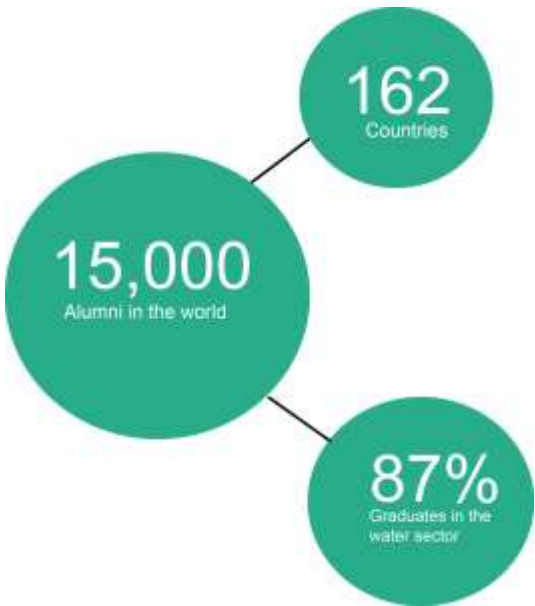 162
Countries
15,000
Alumni in the world
87%
Graduates in the
water sector